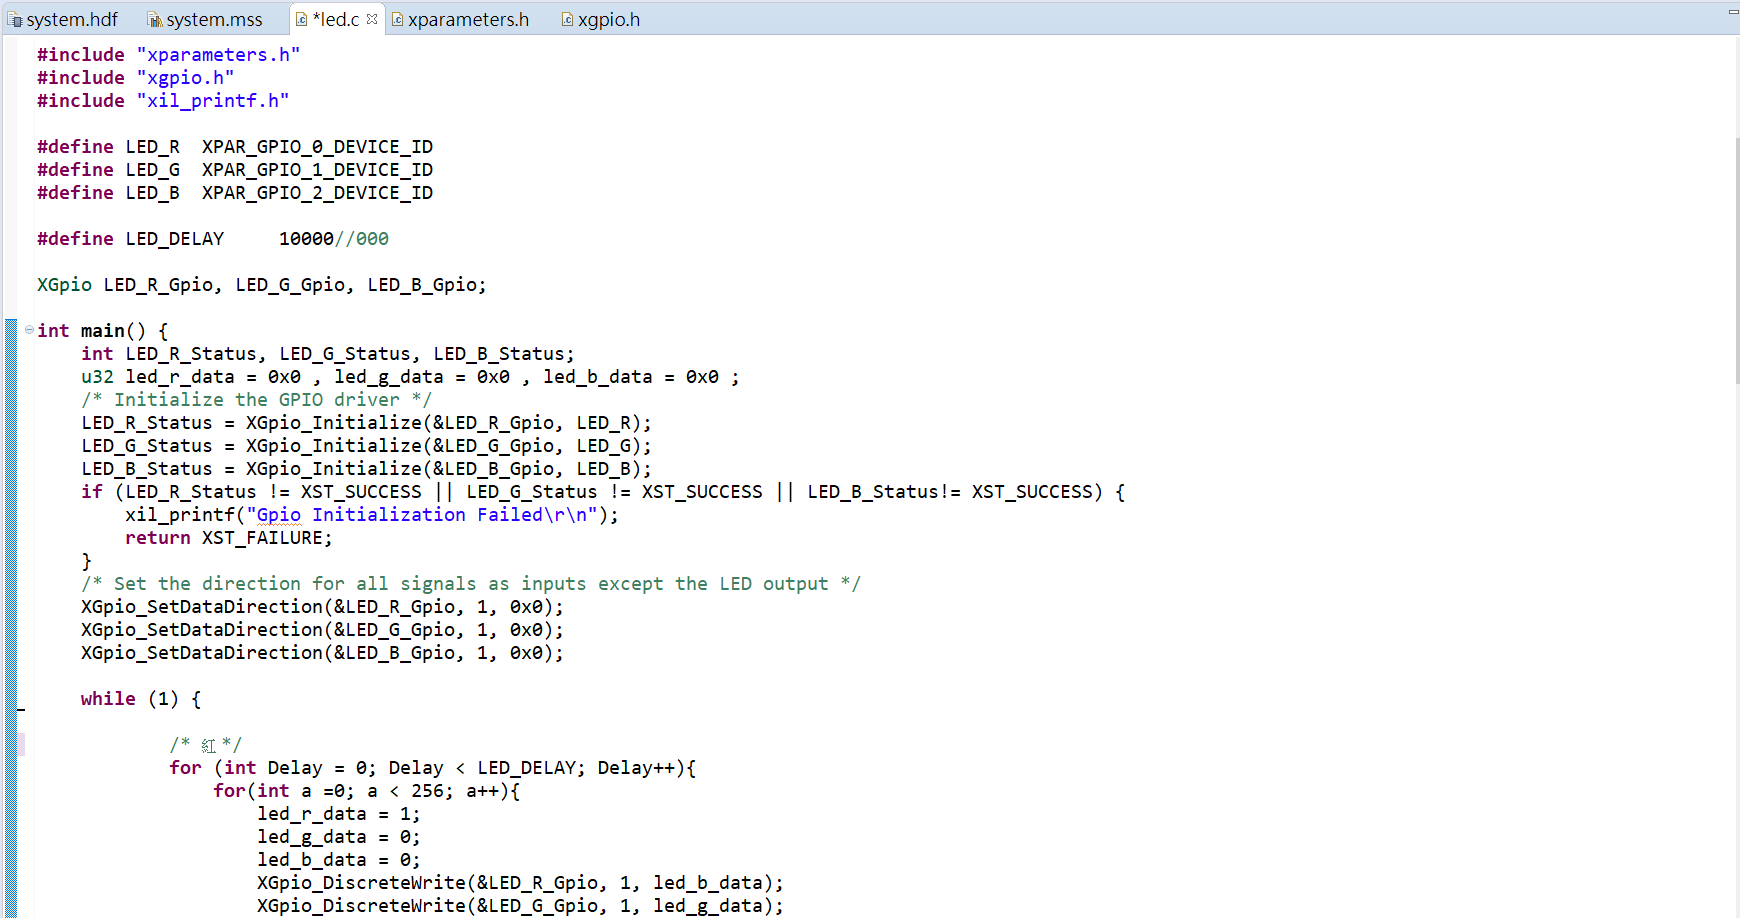 system.hdf system.mss *led.c xparameters.h xgpio.h
#include "xparameters.h"
#include "xgpio.h"
#include "xil_printf.h"
#define LED_R  XPAR_GPIO_0_DEVICE_ID
#define LED_G  XPAR_GPIO_1_DEVICE_ID
#define LED_B  XPAR_GPIO_2_DEVICE_ID
#define LED_DELAY     10000//000
XGpio LED_R_Gpio, LED_G_Gpio, LED_B_Gpio;
int main() {
    int LED_R_Status, LED_G_Status, LED_B_Status;
    u32 led_r_data = 0x0 , led_g_data = 0x0 , led_b_data = 0x0 ;
    /* Initialize the GPIO driver */
    LED_R_Status = XGpio_Initialize(&LED_R_Gpio, LED_R);
    LED_G_Status = XGpio_Initialize(&LED_G_Gpio, LED_G);
    LED_B_Status = XGpio_Initialize(&LED_B_Gpio, LED_B);
    if (LED_R_Status != XST_SUCCESS || LED_G_Status != XST_SUCCESS || LED_B_Status!= XST_SUCCESS) {
        xil_printf("Gpio Initialization Failed\r\n");
        return XST_FAILURE;
    }
    /* Set the direction for all signals as inputs except the LED output */
    XGpio_SetDataDirection(&LED_R_Gpio, 1, 0x0);
    XGpio_SetDataDirection(&LED_G_Gpio, 1, 0x0);
    XGpio_SetDataDirection(&LED_B_Gpio, 1, 0x0);
    while (1) {
            /* 红 */
            for (int Delay = 0; Delay < LED_DELAY; Delay++){
                for(int a =0; a < 256; a++){
                    led_r_data = 1;
                    led_g_data = 0;
                    led_b_data = 0;
                    XGpio_DiscreteWrite(&LED_R_Gpio, 1, led_b_data);
                    XGpio_DiscreteWrite(&LED_G_Gpio, 1, led_g_data);